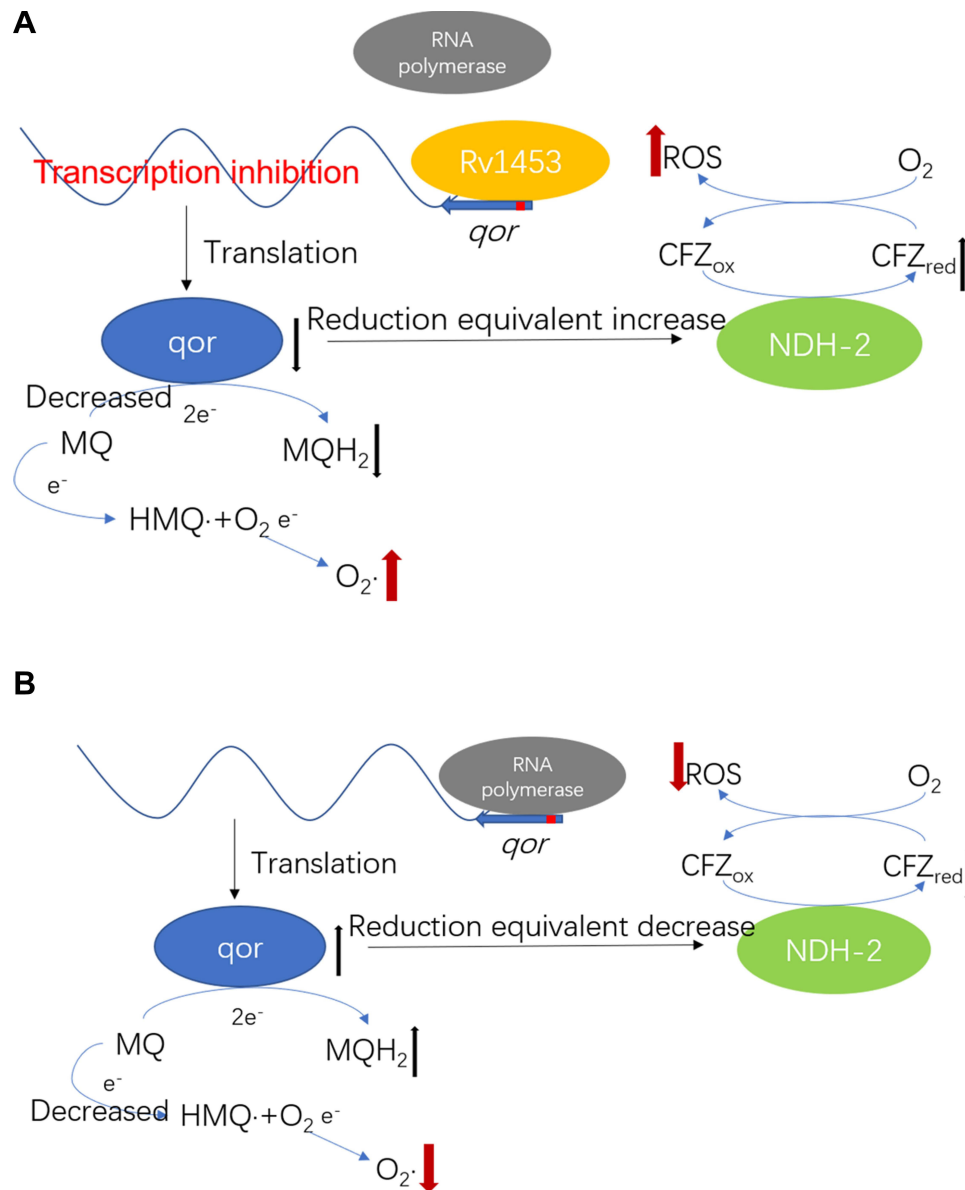 A
RNA
polymerase
Transcription inhibition
Rv1453
qor
Translation
ROS
O₂
CFZox
CFZred
qor
Reduction equivalent increase
NDH-2
Decreased
2e⁻
MQ
MQH₂
e⁻
HMQ·+O₂ e⁻
O₂·
B
RNA
polymerase
qor
Translation
ROS
O₂
CFZox
CFZred
qor
Reduction equivalent decrease
NDH-2
2e⁻
MQ
MQH₂
e⁻
Decreased
HMQ·+O₂ e⁻
O₂·